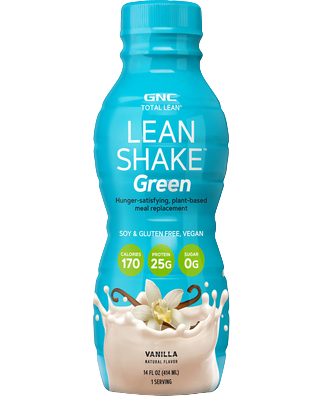 GNC
TOTAL LEAN®
LEAN
SHAKE™
Green
Hunger-satisfying, plant-based
meal replacement
SOY & GLUTEN FREE, VEGAN
CALORIES PROTEIN SUGAR
170 25G 0G
VANILLA
NATURAL FLAVOR
14 FL OZ (414 ML)
1 SERVING